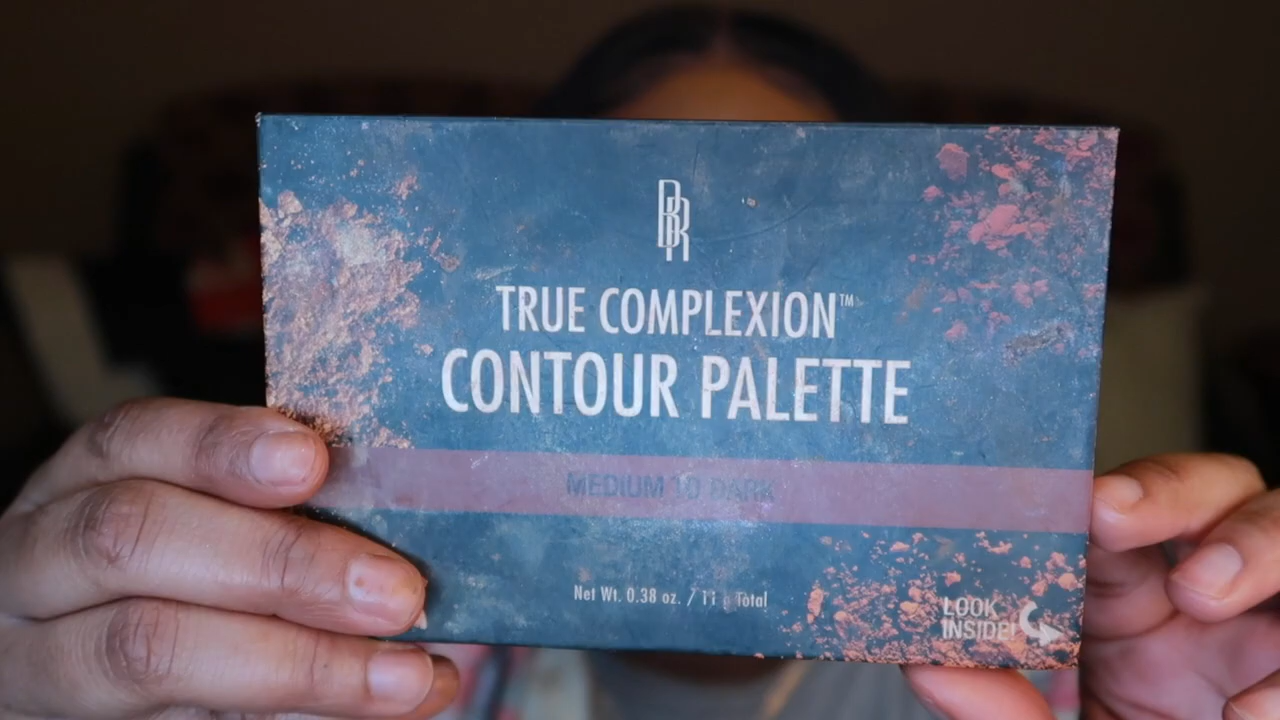 BR
TRUE COMPLEXION™
CONTOUR PALETTE
MEDIUM TO DARK
Net Wt. 0.38 oz. / 11 g Total
LOOK
INSIDE!